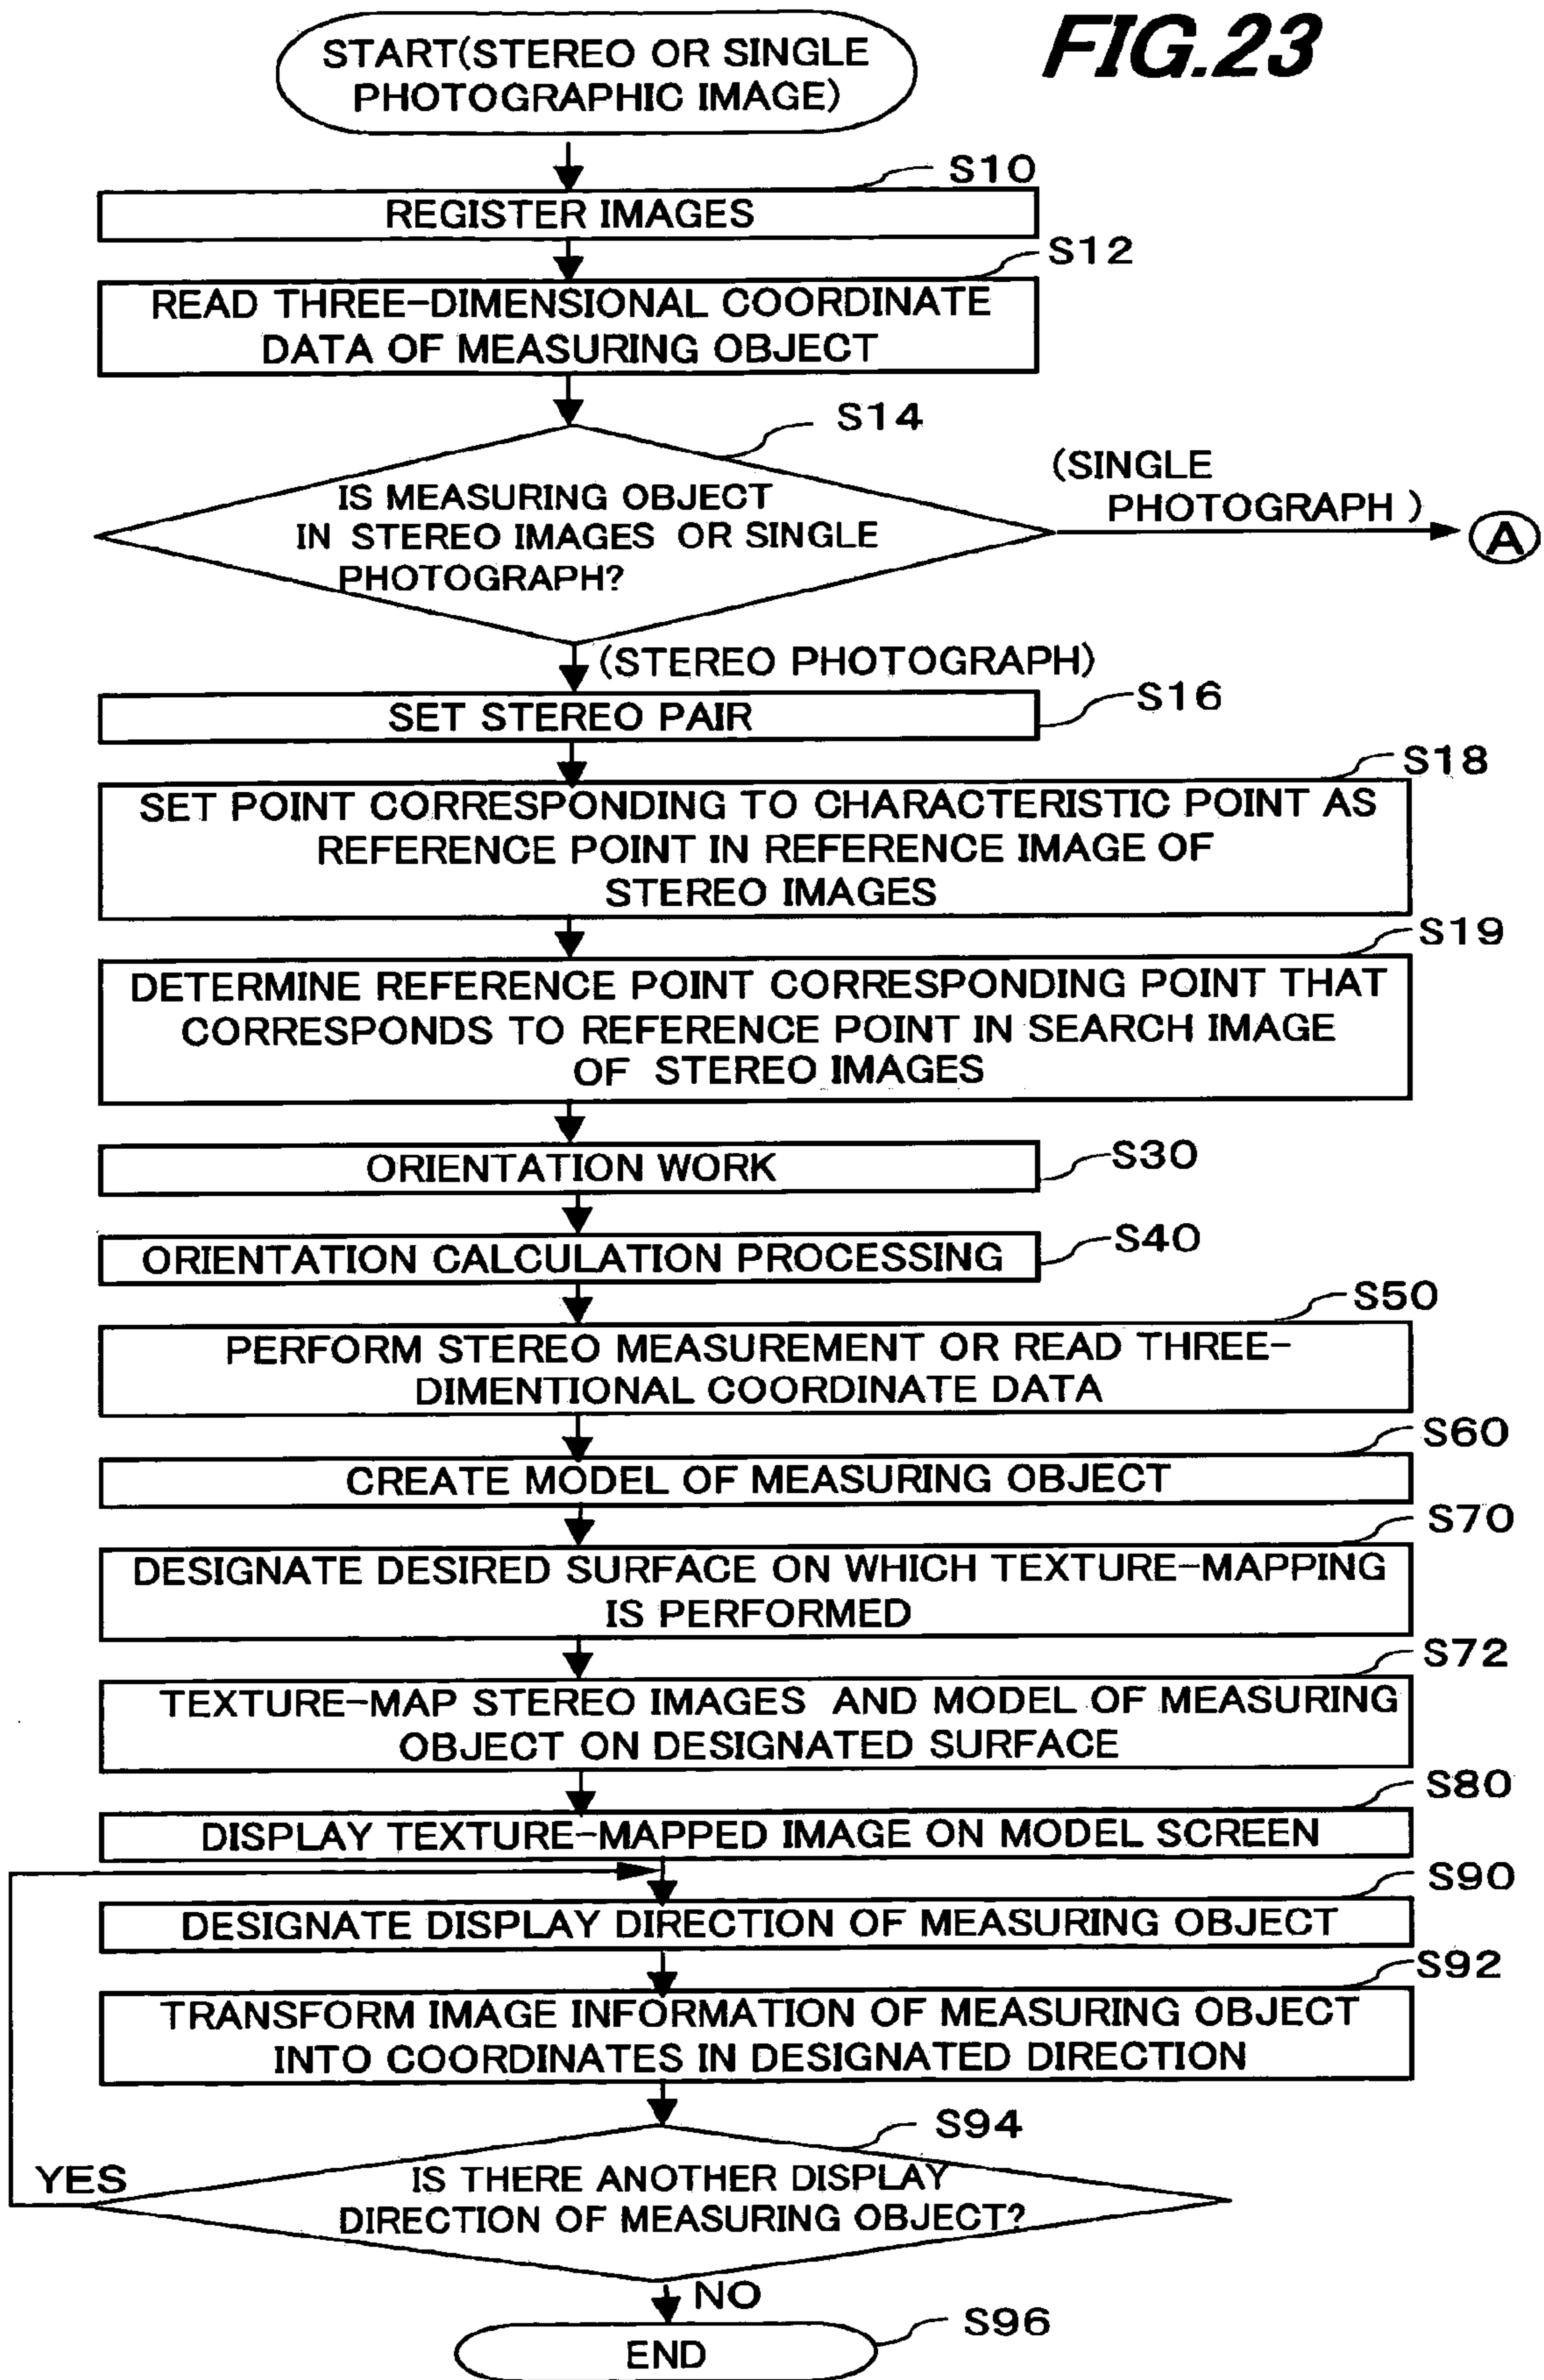 FIG.23
START(STEREO OR SINGLE
PHOTOGRAPHIC IMAGE)
S10
REGISTER IMAGES
S12
READ THREE-DIMENSIONAL COORDINATE
DATA OF MEASURING OBJECT
S14
IS MEASURING OBJECT
IN STEREO IMAGES OR SINGLE
PHOTOGRAPH?
(SINGLE
PHOTOGRAPH )
A
(STEREO PHOTOGRAPH)
S16
SET STEREO PAIR
S18
SET POINT CORRESPONDING TO CHARACTERISTIC POINT AS
REFERENCE POINT IN REFERENCE IMAGE OF
STEREO IMAGES
S19
DETERMINE REFERENCE POINT CORRESPONDING POINT THAT
CORRESPONDS TO REFERENCE POINT IN SEARCH IMAGE
OF STEREO IMAGES
ORIENTATION WORK
S30
ORIENTATION CALCULATION PROCESSING
S40
S50
PERFORM STEREO MEASUREMENT OR READ THREE-
DIMENTIONAL COORDINATE DATA
S60
CREATE MODEL OF MEASURING OBJECT
S70
DESIGNATE DESIRED SURFACE ON WHICH TEXTURE-MAPPING
IS PERFORMED
S72
TEXTURE-MAP STEREO IMAGES AND MODEL OF MEASURING
OBJECT ON DESIGNATED SURFACE
S80
DISPLAY TEXTURE-MAPPED IMAGE ON MODEL SCREEN
S90
DESIGNATE DISPLAY DIRECTION OF MEASURING OBJECT
S92
TRANSFORM IMAGE INFORMATION OF MEASURING OBJECT
INTO COORDINATES IN DESIGNATED DIRECTION
S94
YES
IS THERE ANOTHER DISPLAY
DIRECTION OF MEASURING OBJECT?
NO
S96
END